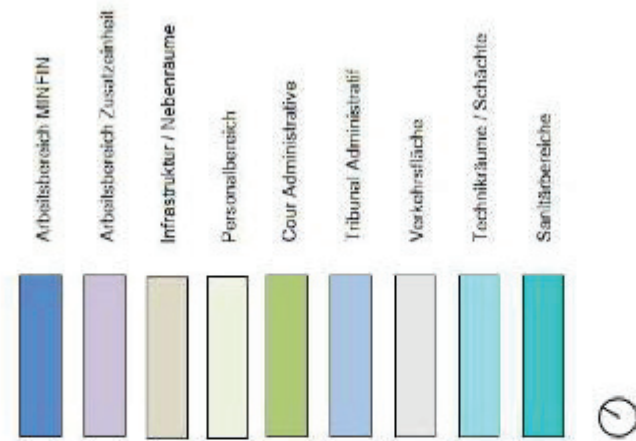 Arbeitsbereich MINFIN
Arbeitsbereich Zusatzeinheit
Infrastruktur / Nebenräume
Personalbereich
Cour Administrative
Tribunal Administratif
Verkehrsfläche
Technikräume / Schächte
Sanitärbereiche